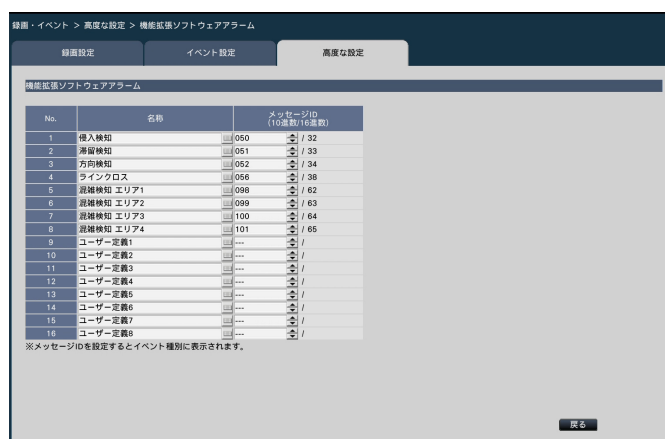 録画・イベント > 高度な設定 > 機能拡張ソフトウェアアラーム
録画設定 イベント設定 高度な設定
機能拡張ソフトウェアアラーム
No. 名称 メッセージID
(10進数/16進数)
1 侵入検知 050 / 32
2 滞留検知 051 / 33
3 方向検知 052 / 34
4 ラインクロス 056 / 38
5 混雑検知 エリア1 098 / 62
6 混雑検知 エリア2 099 / 63
7 混雑検知 エリア3 100 / 64
8 混雑検知 エリア4 101 / 65
9 ユーザー定義1 --- /
10 ユーザー定義2 --- /
11 ユーザー定義3 --- /
12 ユーザー定義4 --- /
13 ユーザー定義5 --- /
14 ユーザー定義6 --- /
15 ユーザー定義7 --- /
16 ユーザー定義8 --- /
※メッセージIDを設定するとイベント種別に表示されます。
戻る